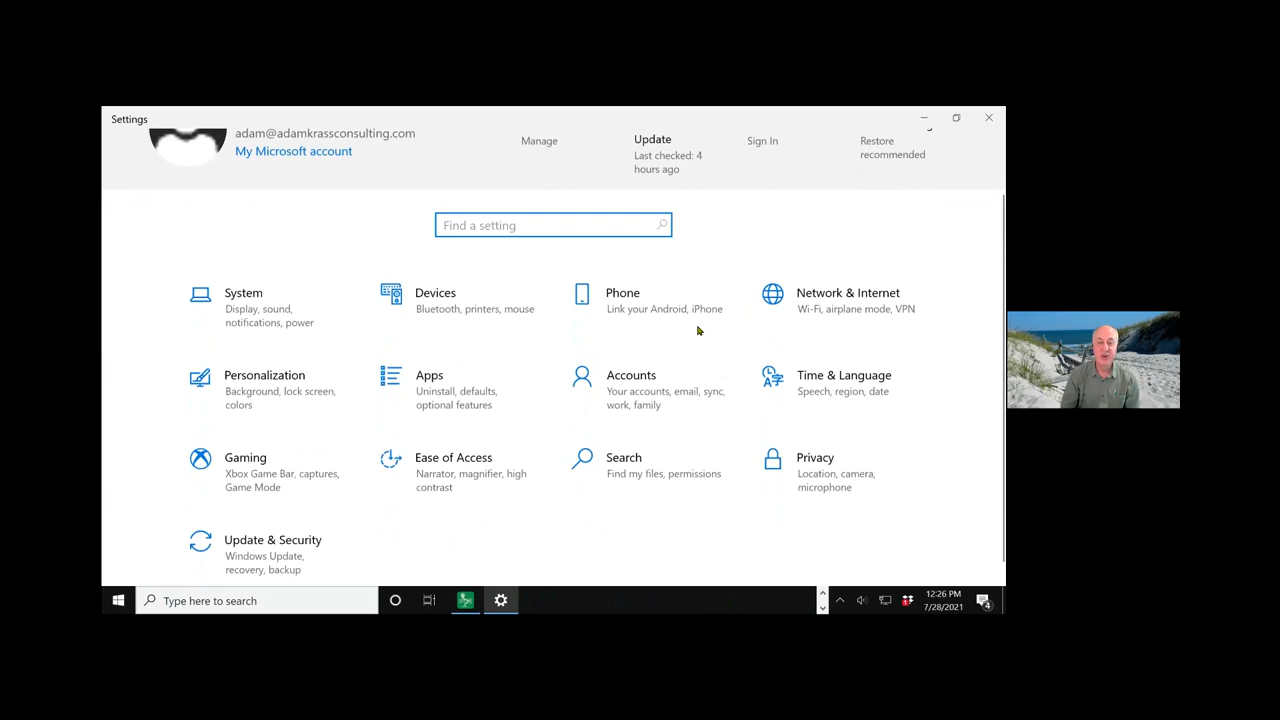 Settings
adam@adamkrassconsulting.com
My Microsoft account
Manage
Update
Last checked: 4
hours ago
Sign In
Restore
recommended
Find a setting
System
Display, sound,
notifications, power
Devices
Bluetooth, printers, mouse
Phone
Link your Android, iPhone
Network & Internet
Wi-Fi, airplane mode, VPN
Personalization
Background, lock screen,
colors
Apps
Uninstall, defaults,
optional features
Accounts
Your accounts, email, sync,
work, family
Time & Language
Speech, region, date
Gaming
Xbox Game Bar, captures,
Game Mode
Ease of Access
Narrator, magnifier, high
contrast
Search
Find my files, permissions
Privacy
Location, camera,
microphone
Update & Security
Windows Update,
recovery, backup
Type here to search
12:26 PM
7/28/2021
4